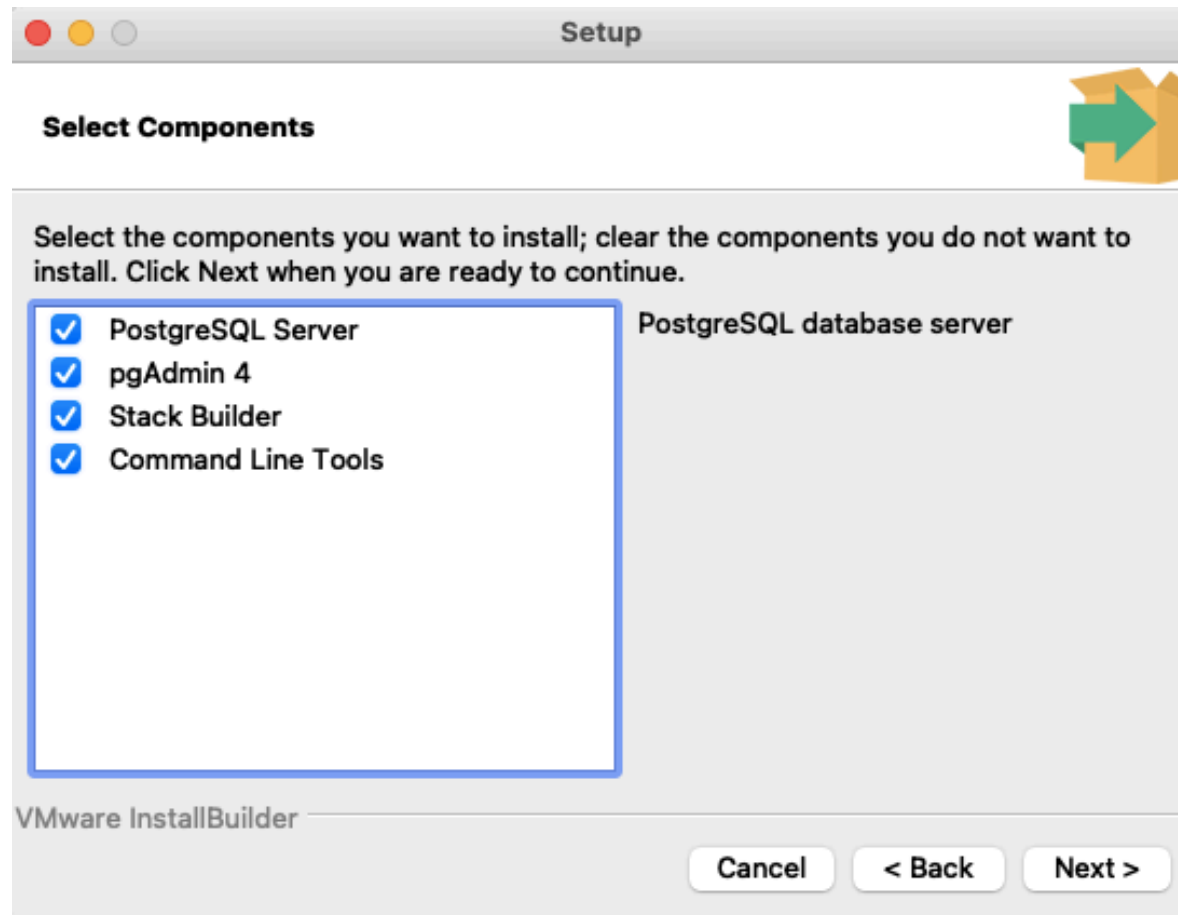 Setup
Select Components
Select the components you want to install; clear the components you do not want to
install. Click Next when you are ready to continue.
PostgreSQL Server
pgAdmin 4
Stack Builder
Command Line Tools
PostgreSQL database server
VMware InstallBuilder
Cancel
< Back
Next >